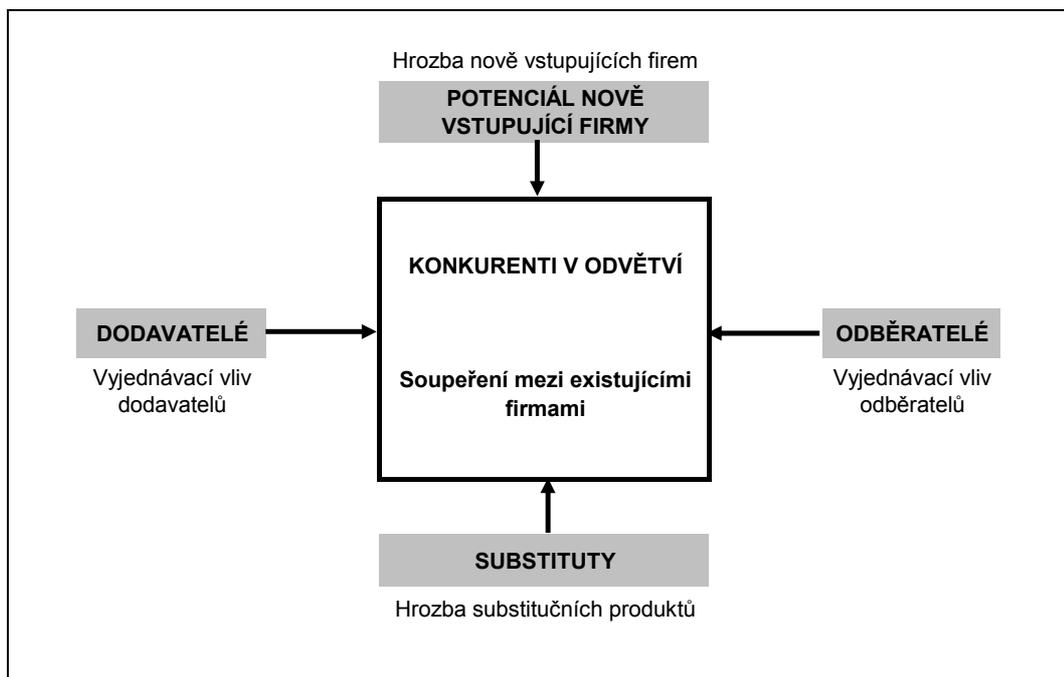 Hrozba nově vstupujících firem
POTENCIÁL NOVĚ
VSTUPUJÍCÍ FIRMY
KONKURENTI V ODVĚTVÍ
DODAVATELÉ
Vyjednávací vliv
dodavatelů
Soupeření mezi existujícími
firmami
ODBĚRATELÉ
Vyjednávací vliv
odběratelů
SUBSTITUTY
Hrozba substitučních produktů